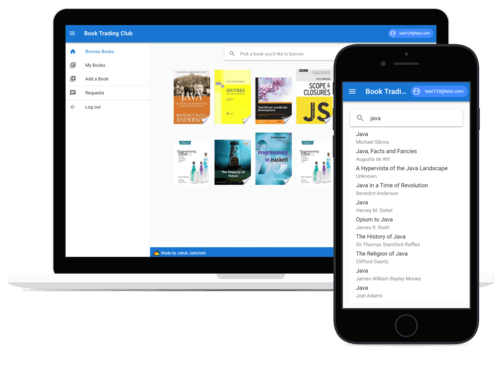 Book Trading Club
test123@test.com
Browse Books
My Books
Add a Book
Requests
Log out
Pick a book you'd like to borrow
JAVA
SCOPE &
CLOSURES
JS
Programming
in Haskell
Made by Jakub Jabłoński
Book Tradi...
test123@test.com
java
Java
Michael Sikora
Java, Facts and Fancies
Augusta de Wit
A Hypervista of the Java Landscape
Unknown
Java in a Time of Revolution
Benedict Anderson
Java
Harvey M. Deitel
Opium to Java
James R. Rush
The History of Java
Sir Thomas Stamford Raffles
The Religion of Java
Clifford Geertz
Java
James William Bayley Money
Java
Joel Adams